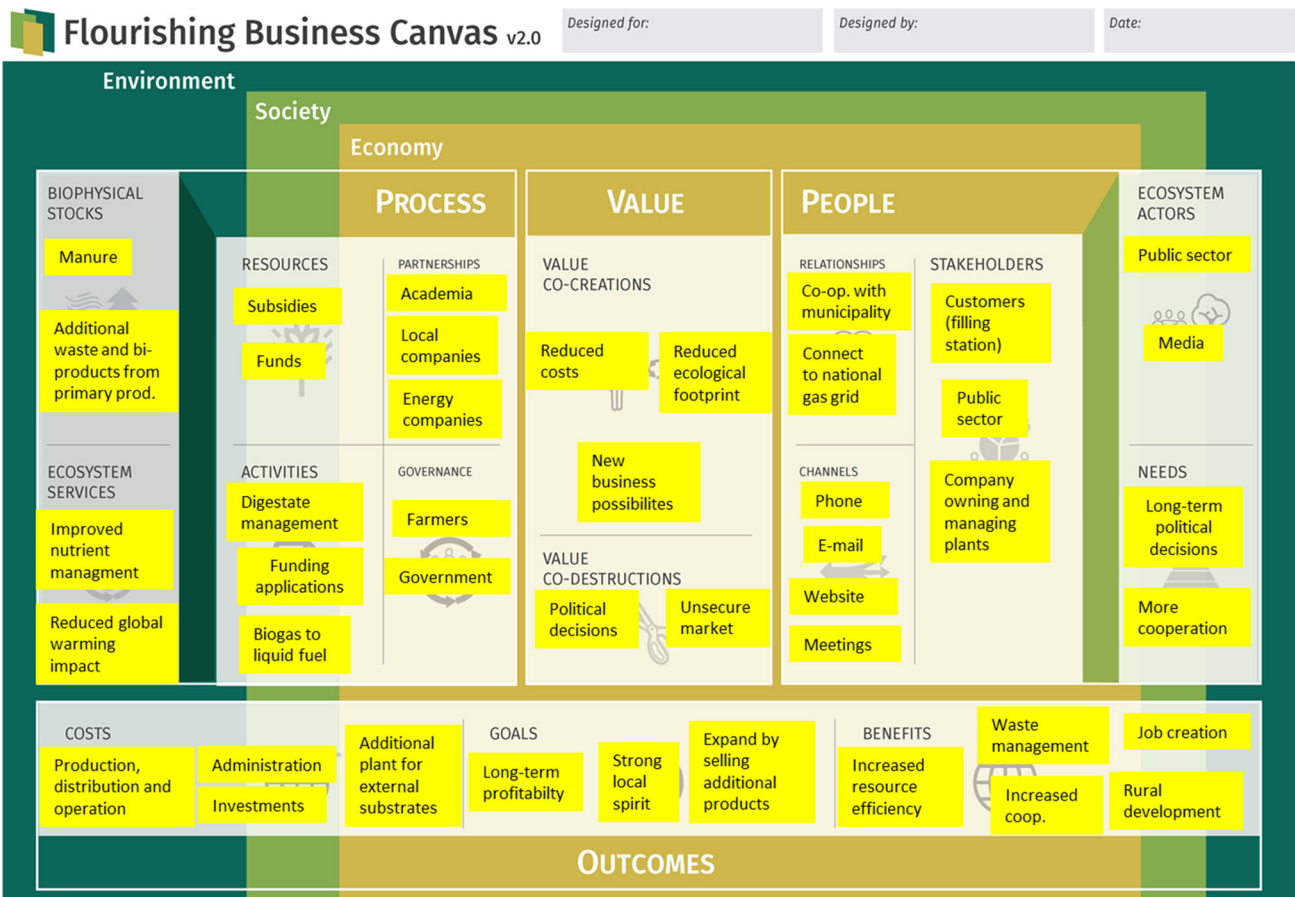 Flourishing Business Canvas v2.0
Designed for:
Designed by:
Date:
Environment
Society
Economy
PROCESS
VALUE
PEOPLE
BIOPHYSICAL
STOCKS
Manure
Additional
waste and bi-
products from
primary prod.
ECOSYSTEM
SERVICES
Improved
nutrient
managment
Reduced global
warming
impact
RESOURCES
Subsidies
Funds
PARTNERSHIPS
Academia
Local
companies
Energy
companies
ACTIVITIES
Digestate
management
Funding
applications
Biogas to
liquid fuel
GOVERNANCE
Farmers
Government
VALUE
CO-CREATIONS
Reduced
costs
Reduced
ecological
footprint
New
business
possibilites
VALUE
CO-DESTRUCTIONS
Political
decisions
Unsecure
market
RELATIONSHIPS
Co-op. with
municipality
Connect
to national
gas grid
STAKEHOLDERS
Customers
(filling
station)
Public
sector
Company
owning and
managing
plants
CHANNELS
Phone
E-mail
Website
Meetings
ECOSYSTEM
ACTORS
Public sector
Media
NEEDS
Long-term
political
decisions
More
cooperation
COSTS
Production,
distribution and
operation
Administration
Investments
Additional
plant for
external
substrates
GOALS
Long-term
profitabilty
Strong
local
spirit
Expand by
selling
additional
products
BENEFITS
Increased
resource
efficiency
Waste
management
Increased
coop.
Job creation
Rural
development
OUTCOMES